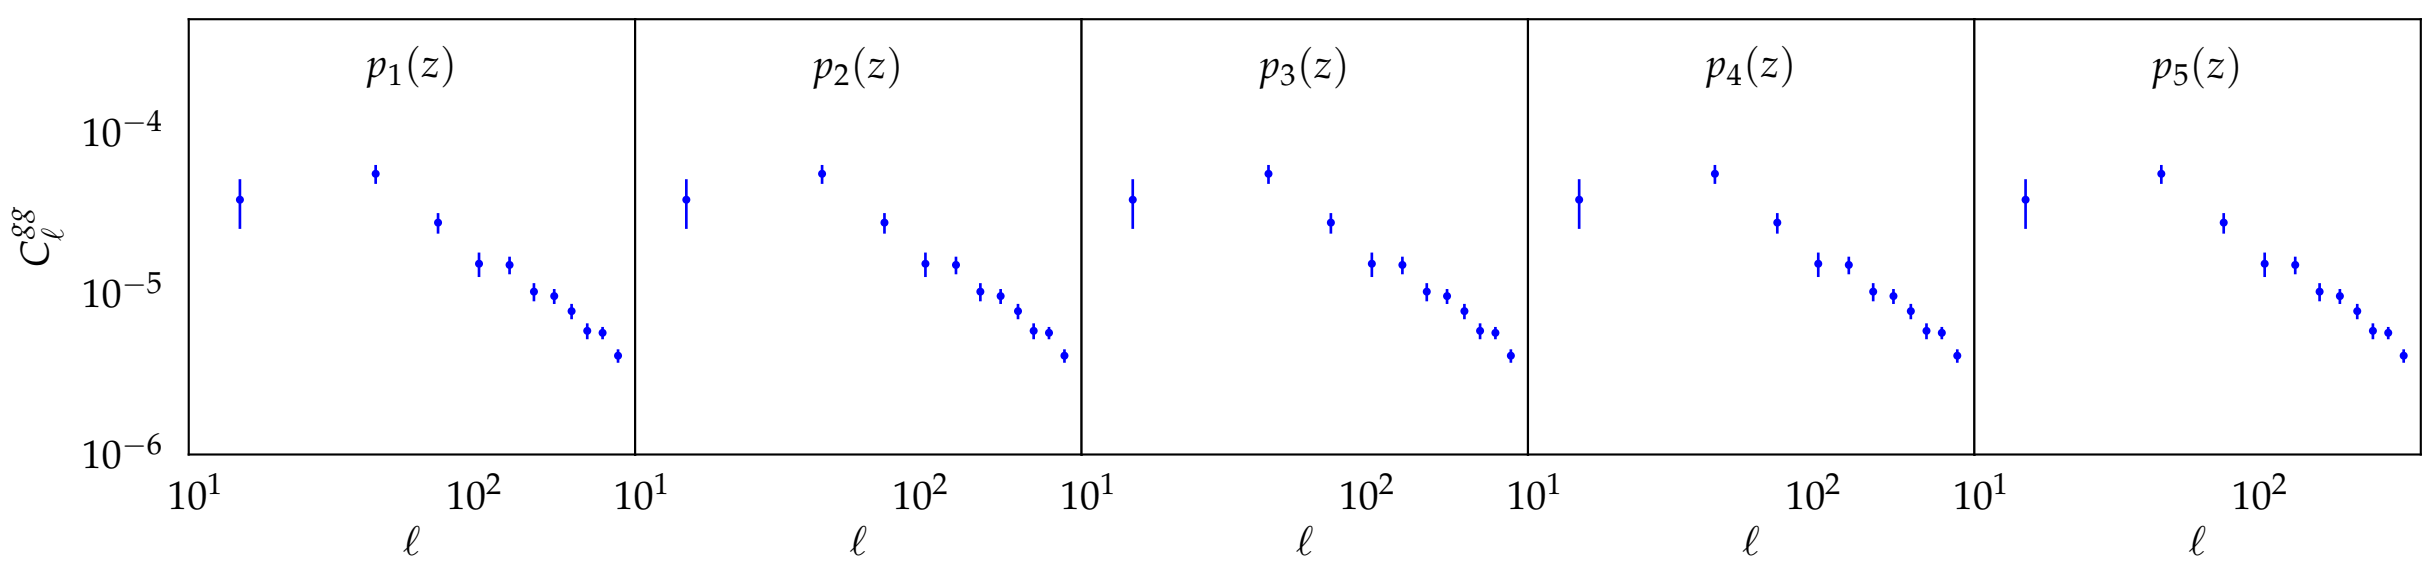 p₁(z) p₂(z) p₃(z) p₄(z) p₅(z)
10⁻⁴
10⁻⁵
10⁻⁶
C_ℓ^{gg}
10¹ 10² 10¹ 10² 10¹ 10² 10¹ 10² 10¹ 10²
ℓ ℓ ℓ ℓ ℓ